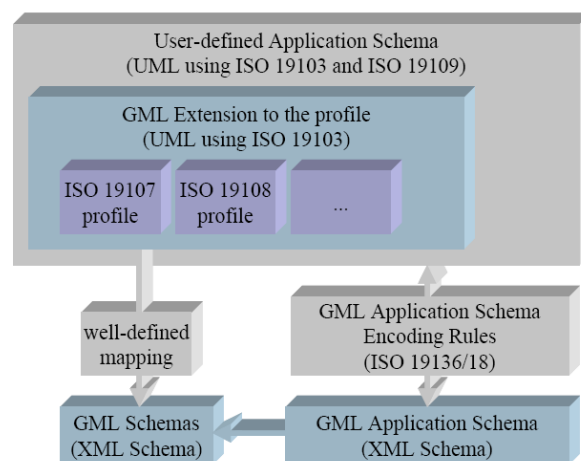 User-defined Application Schema
(UML using ISO 19103 and ISO 19109)
GML Extension to the profile
(UML using ISO 19103)
ISO 19107
profile
ISO 19108
profile
...
well-defined
mapping
GML Application Schema
Encoding Rules
(ISO 19136/18)
GML Schemas
(XML Schema)
GML Application Schema
(XML Schema)